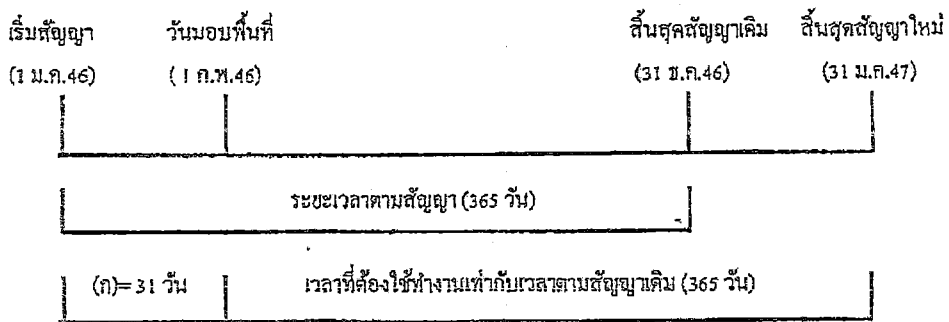 เริ่มสัญญา วันมอบพื้นที่ สิ้นสุดสัญญาเดิม สิ้นสุดสัญญาใหม่
(1 ม.ค.46) (1 ก.พ.46) (31 ธ.ค.46) (31 ม.ค.47)
ระยะเวลาตามสัญญา (365 วัน)
(ก)= 31 วัน เวลาที่ต้องใช้ทำงานเท่ากับเวลาตามสัญญาเดิม (365 วัน)